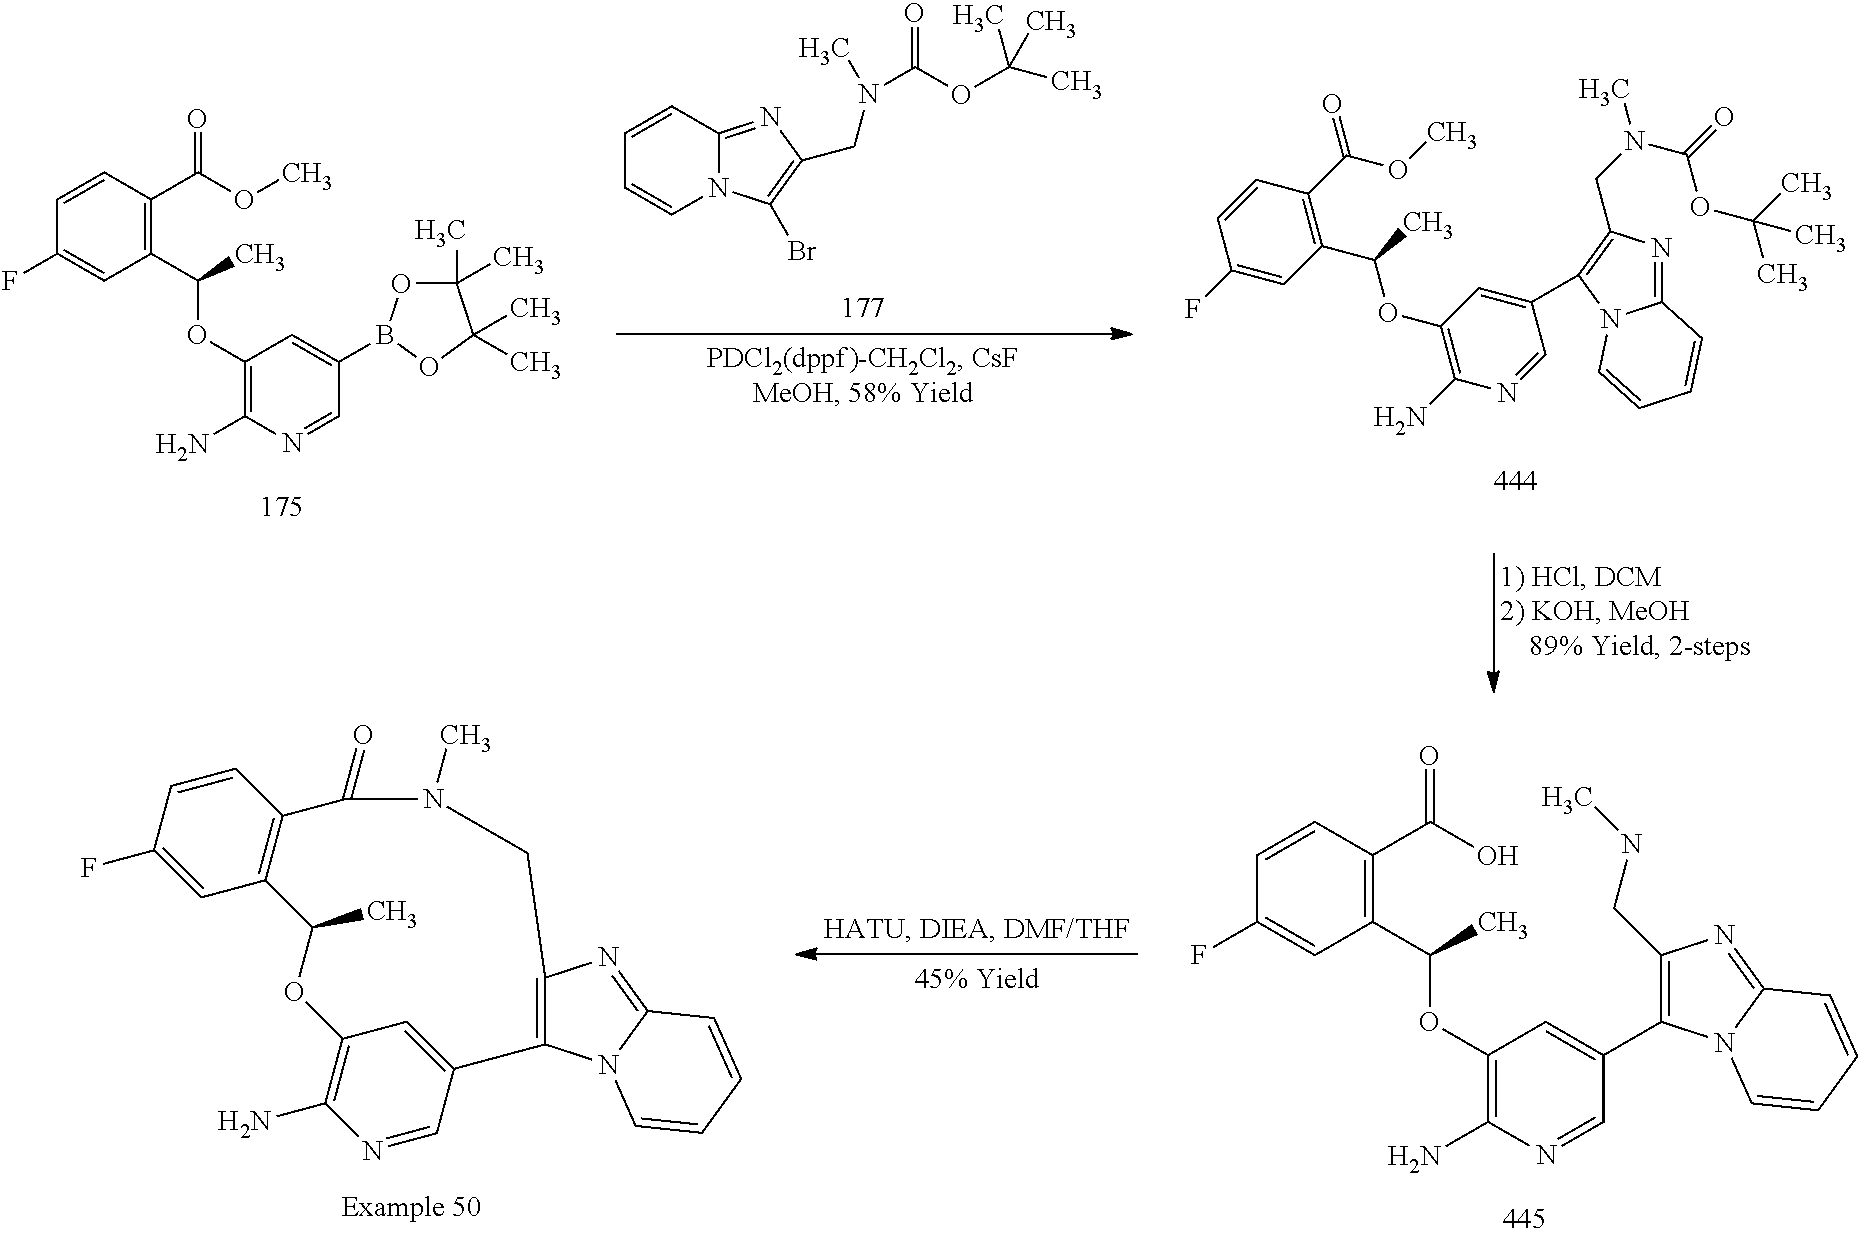 O
H₃C
CH₃
H₃C
N
O
CH₃
O
CH₃
N
N
Br
177
PDCl₂(dppf)-CH₂Cl₂, CsF
MeOH, 58% Yield
O
O
CH₃
F
CH₃
O
H₃C
CH₃
H₃C
O
CH₃
B
O
CH₃
H₂N
N
175
O
CH₃
O
H₃C
N
O
O
CH₃
CH₃
CH₃
CH₃
F
O
N
N
H₂N
N
444
1) HCl, DCM
2) KOH, MeOH
89% Yield, 2-steps
O
OH
H₃C
N
CH₃
F
O
N
N
H₂N
N
445
HATU, DIEA, DMF/THF
45% Yield
O
CH₃
N
F
CH₃
O
N
N
H₂N
N
Example 50